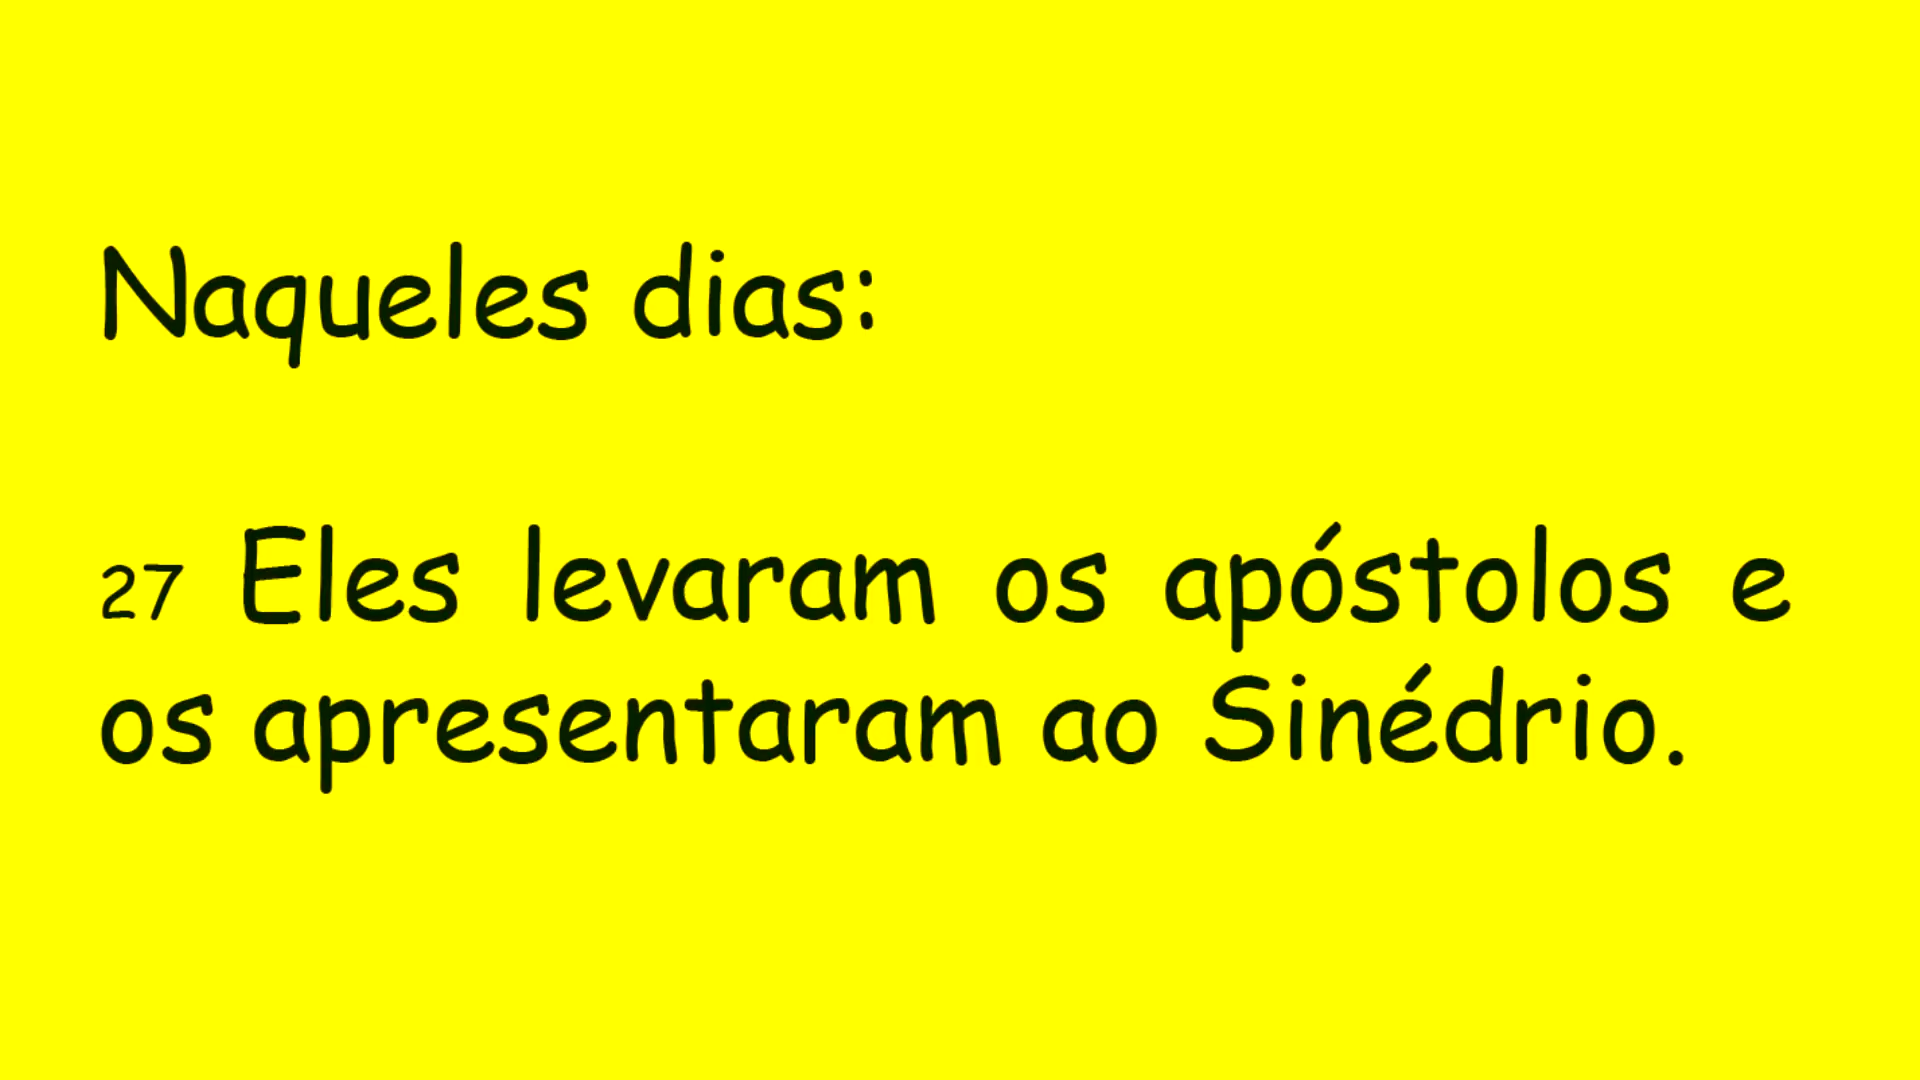 Naqueles dias:
27 Eles levaram os apóstolos e
os apresentaram ao Sinédrio.